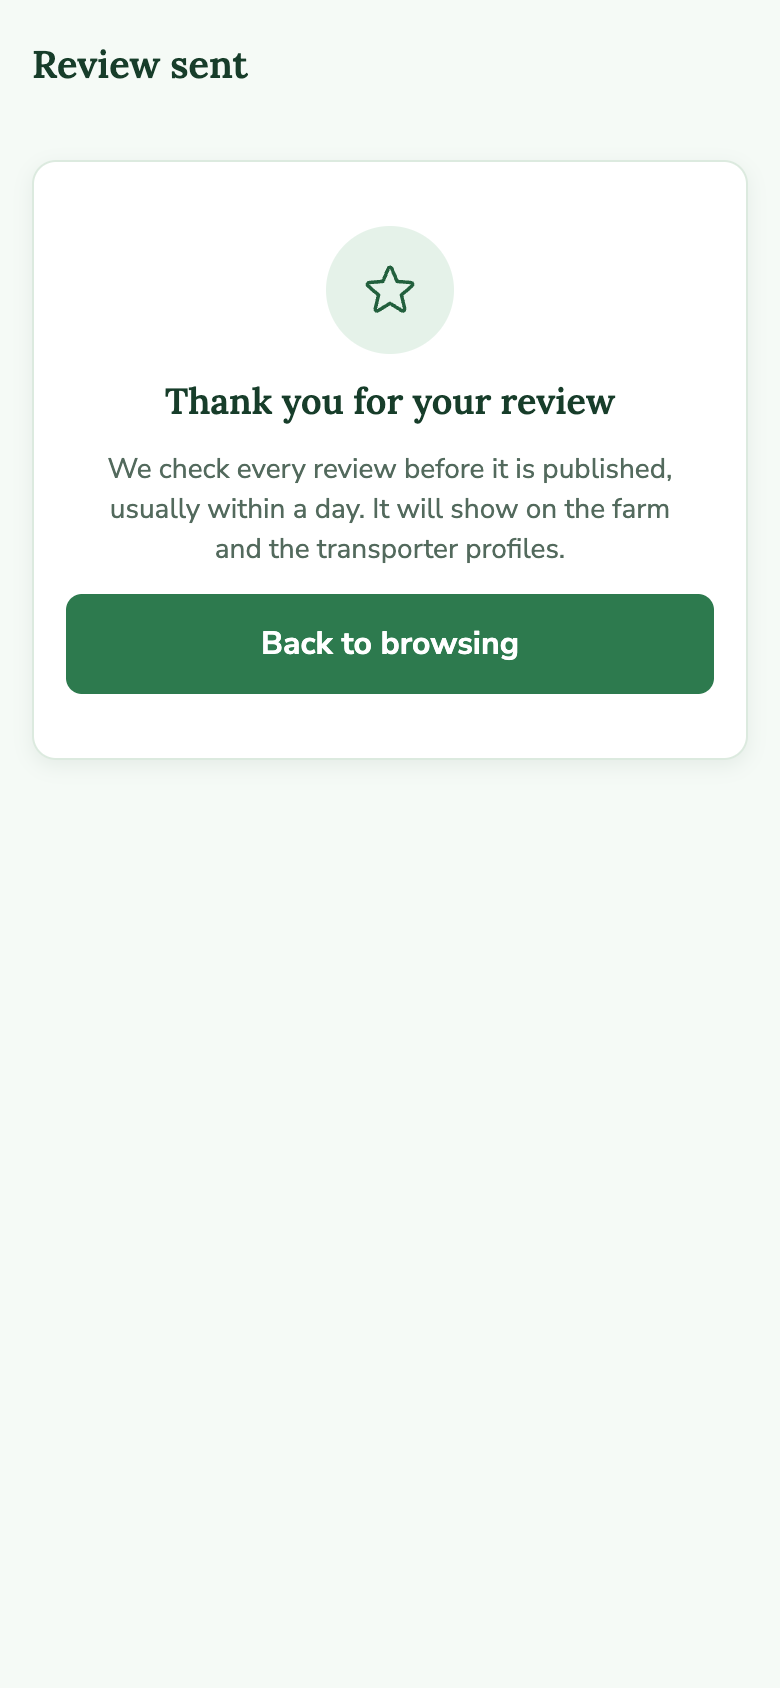 Review sent
Thank you for your review
We check every review before it is published,
usually within a day. It will show on the farm
and the transporter profiles.
Back to browsing